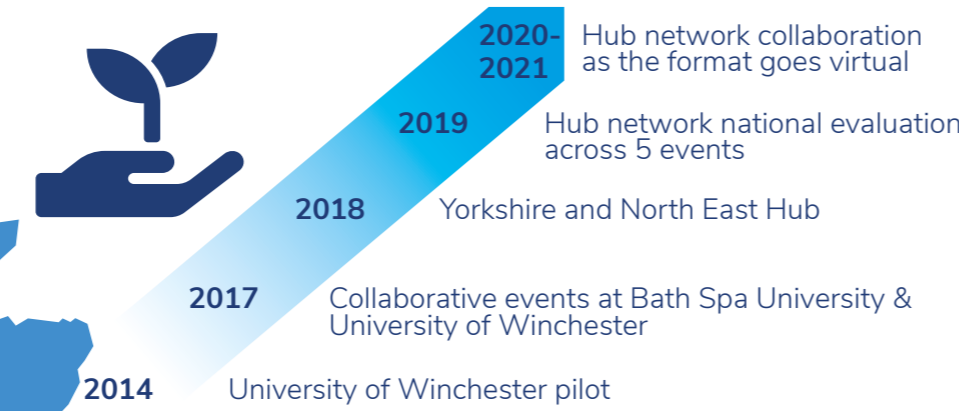 2020-
2021
Hub network collaboration
as the format goes virtual
2019
Hub network national evaluation
across 5 events
2018
Yorkshire and North East Hub
2017
Collaborative events at Bath Spa University &
University of Winchester
2014
University of Winchester pilot